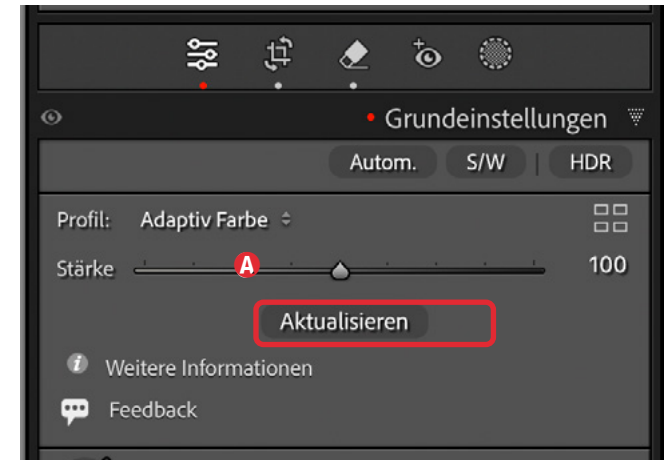 Grundeinstellungen
Autom. S/W HDR
Profil: Adaptiv Farbe
A
Stärke 100
Aktualisieren
i Weitere Informationen
Feedback